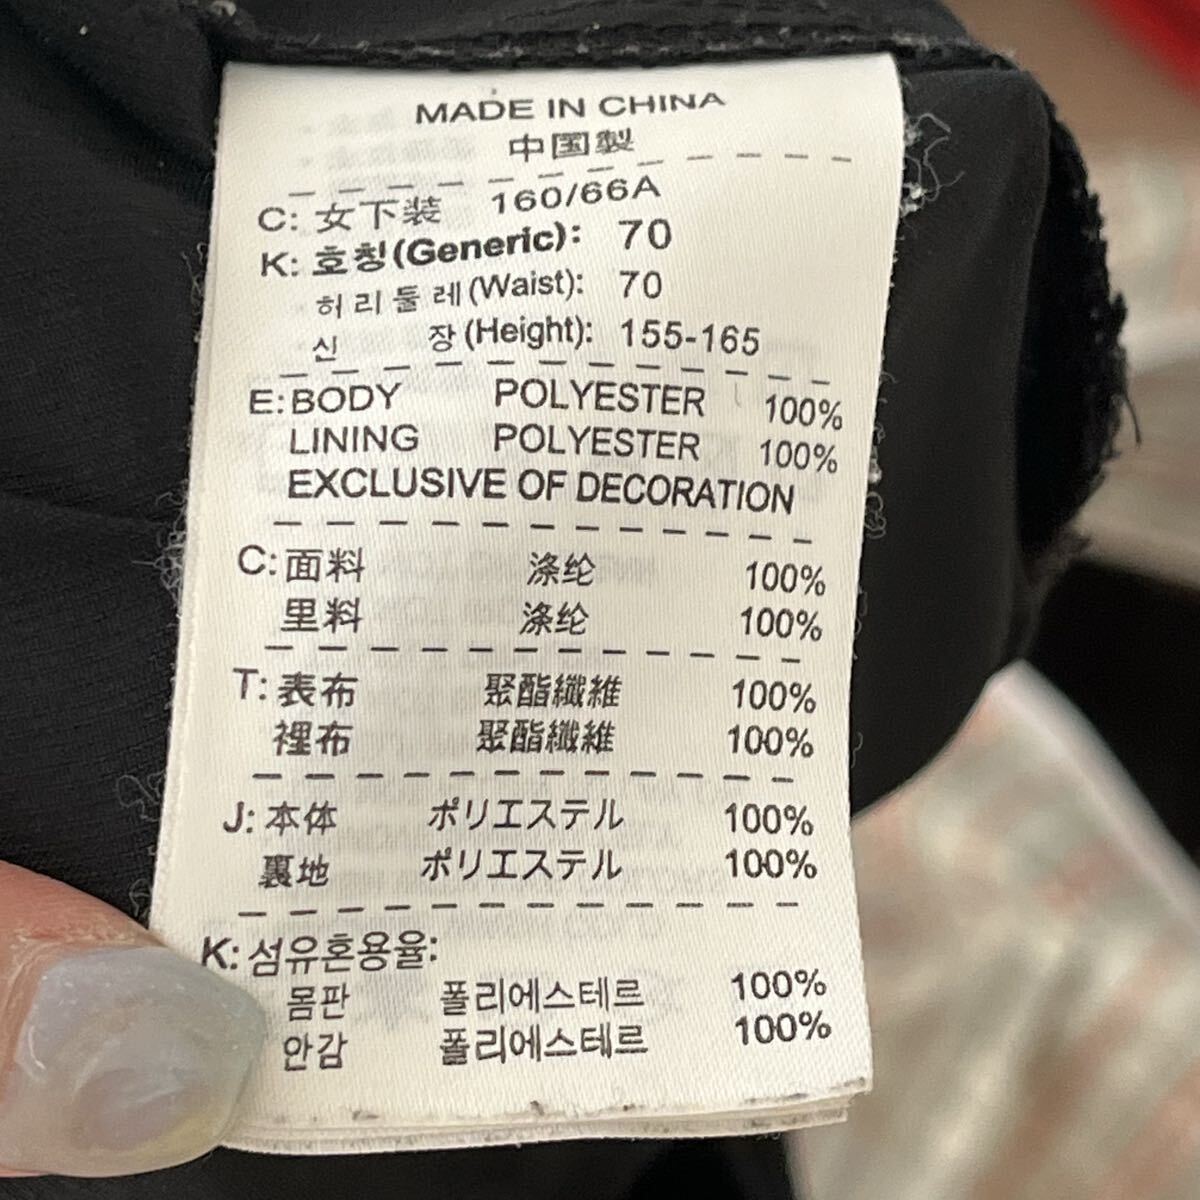 MADE IN CHINA
中国製
C: 女下装 160/66A
K: 호칭(Generic): 70
허리둘레(Waist): 70
신 장(Height): 155-165
E: BODY POLYESTER 100%
LINING POLYESTER 100%
EXCLUSIVE OF DECORATION
C: 面料 涤纶 100%
里料 涤纶 100%
T: 表布 聚酯纖維 100%
裡布 聚酯纖維 100%
J: 本体 ポリエステル 100%
裏地 ポリエステル 100%
K: 섬유혼용율:
몸판 폴리에스테르 100%
안감 폴리에스테르 100%